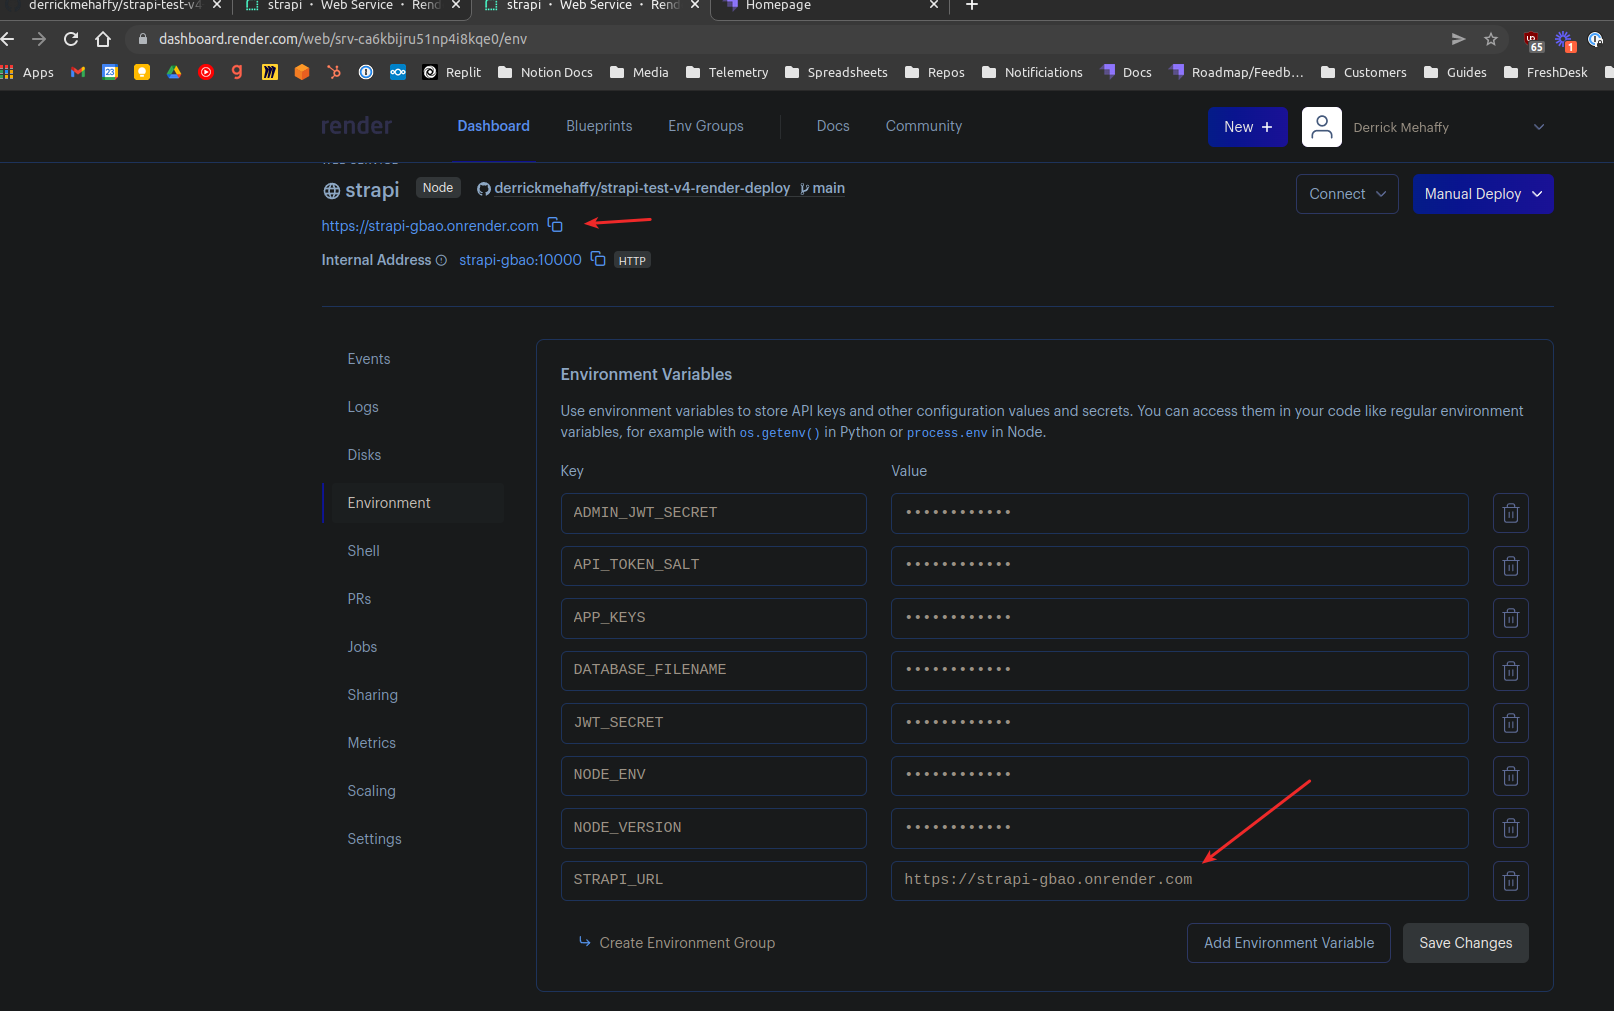 derrickmehaffy/strapi-test-v4
strapi · Web Service · Rend
strapi · Web Service · Rend
Homepage
dashboard.render.com/web/srv-ca6kbijru51np4i8kqe0/env
65
1
Apps
23
Replit
Notion Docs
Media
Telemetry
Spreadsheets
Repos
Notificiations
Docs
Roadmap/Feedb...
Customers
Guides
FreshDesk
render
Dashboard
Blueprints
Env Groups
Docs
Community
New +
Derrick Mehaffy
strapi
Node
derrickmehaffy/strapi-test-v4-render-deploy
main
Connect
Manual Deploy
https://strapi-gbao.onrender.com
Internal Address
strapi-gbao:10000
HTTP
Events
Logs
Disks
Environment
Shell
PRs
Jobs
Sharing
Metrics
Scaling
Settings
Environment Variables
Use environment variables to store API keys and other configuration values and secrets. You can access them in your code like regular environment
variables, for example with os.getenv() in Python or process.env in Node.
Key
Value
ADMIN_JWT_SECRET
••••••••••••
API_TOKEN_SALT
••••••••••••
APP_KEYS
••••••••••••
DATABASE_FILENAME
••••••••••••
JWT_SECRET
••••••••••••
NODE_ENV
••••••••••••
NODE_VERSION
••••••••••••
STRAPI_URL
https://strapi-gbao.onrender.com
Create Environment Group
Add Environment Variable
Save Changes